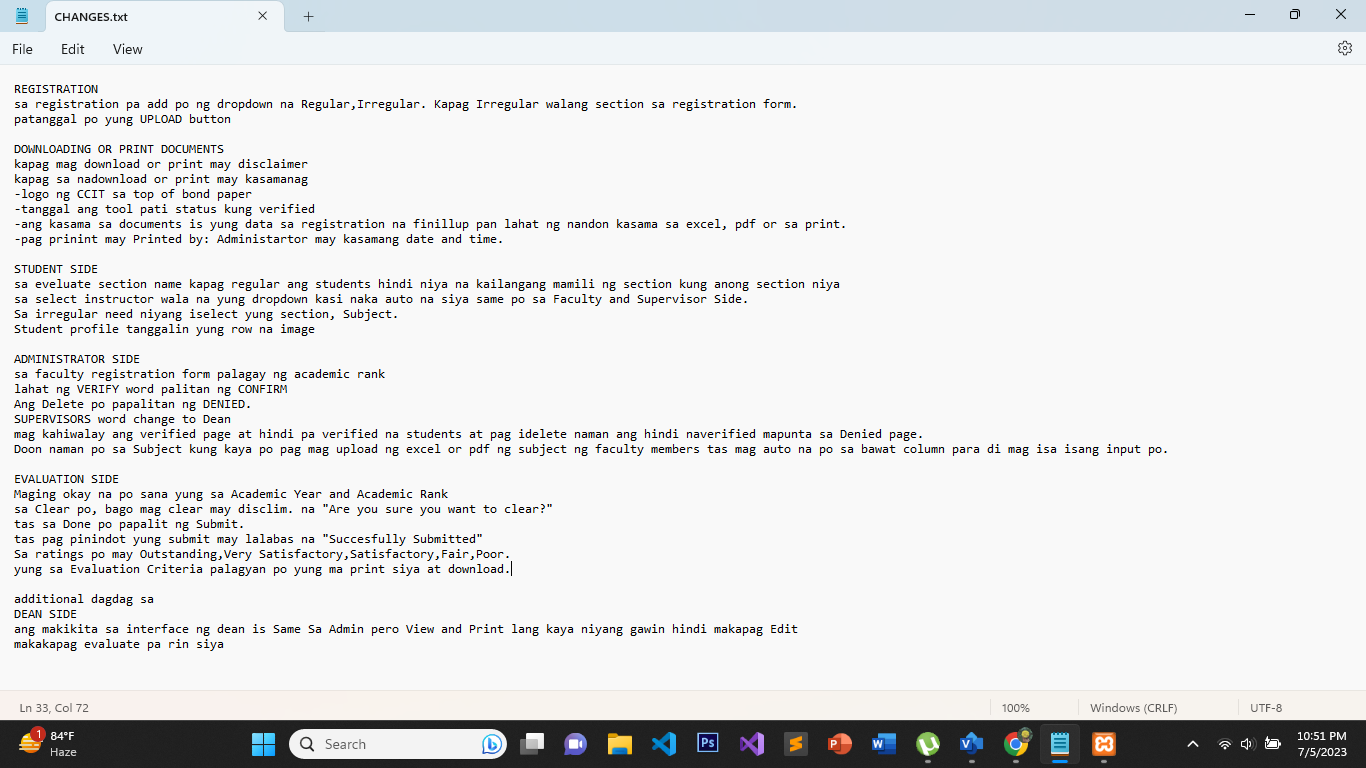 CHANGES.txt
File Edit View
REGISTRATION
sa registration pa add po ng dropdown na Regular,Irregular. Kapag Irregular walang section sa registration form.
patanggal po yung UPLOAD button
DOWNLOADING OR PRINT DOCUMENTS
kapag mag download or print may disclaimer
kapag sa nadownload or print may kasamanag
-logo ng CCIT sa top of bond paper
-tanggal ang tool pati status kung verified
-ang kasama sa documents is yung data sa registration na finillup pan lahat ng nandon kasama sa excel, pdf or sa print.
-pag prinint may Printed by: Administartor may kasamang date and time.
STUDENT SIDE
sa eveluate section name kapag regular ang students hindi niya na kailangang mamili ng section kung anong section niya
sa select instructor wala na yung dropdown kasi naka auto na siya same po sa Faculty and Supervisor Side.
Sa irregular need niyang iselect yung section, Subject.
Student profile tanggalin yung row na image
ADMINISTRATOR SIDE
sa faculty registration form palagay ng academic rank
lahat ng VERIFY word palitan ng CONFIRM
Ang Delete po papalitan ng DENIED.
SUPERVISORS word change to Dean
mag kahiwalay ang verified page at hindi pa verified na students at pag idelete naman ang hindi naverified mapunta sa Denied page.
Doon naman po sa Subject kung kaya po pag mag upload ng excel or pdf ng subject ng faculty members tas mag auto na po sa bawat column para di mag isa isang input po.
EVALUATION SIDE
Maging okay na po sana yung sa Academic Year and Academic Rank
sa Clear po, bago mag clear may disclim. na "Are you sure you want to clear?"
tas sa Done po papalit ng Submit.
tas pag pinindot yung submit may lalabas na "Succesfully Submitted"
Sa ratings po may Outstanding,Very Satisfactory,Satisfactory,Fair,Poor.
yung sa Evaluation Criteria palagyan po yung ma print siya at download.
additional dagdag sa
DEAN SIDE
ang makikita sa interface ng dean is Same Sa Admin pero View and Print lang kaya niyang gawin hindi makapag Edit
makakapag evaluate pa rin siya
Ln 33, Col 72 100% Windows (CRLF) UTF-8
1 84°F
Haze
Search
Ps
10:51 PM
7/5/2023